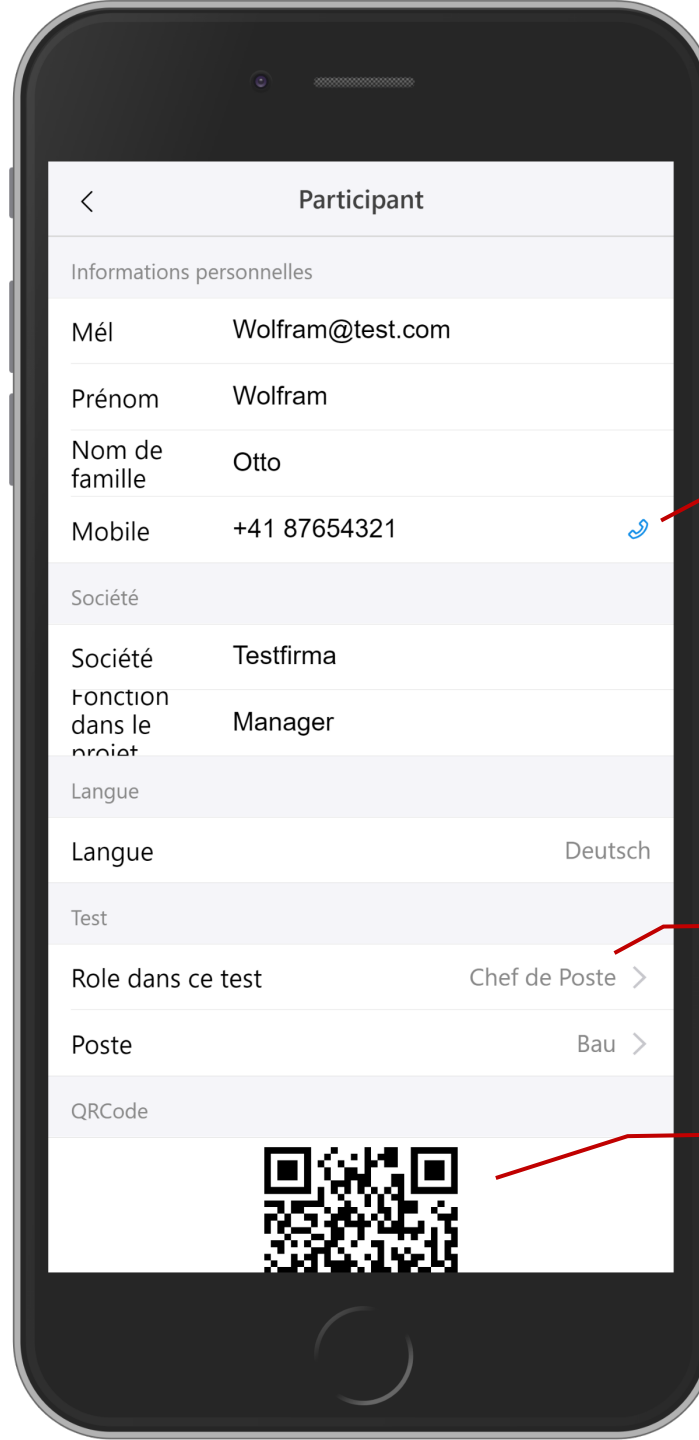 Participant
Informations personnelles
Mél Wolfram@test.com
Prénom Wolfram
Nom de
famille Otto
Mobile +41 87654321
Société
Société Testfirma
Fonction
dans le
projet Manager
Langue
Langue Deutsch
Test
Role dans ce test Chef de Poste
Poste Bau
QRCode